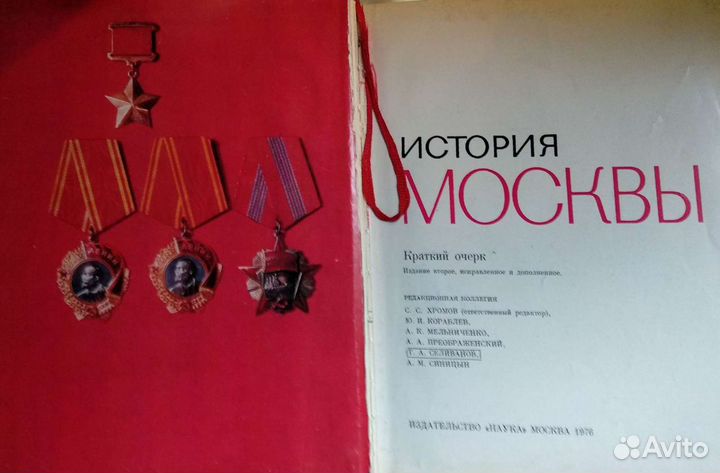 ИСТОРИЯ
МОСКВЫ
Краткий очерк
Издание второе, исправленное и дополненное.
РЕДАКЦИОННАЯ КОЛЛЕГИЯ
С. С. ХРОМОВ (ответственный редактор),
Ю. И. КОРАБЛЕВ,
А. К. МЕЛЬНИЧЕНКО,
А. А. ПРЕОБРАЖЕНСКИЙ,
Т. А. СЕЛИВАНОВ,
А. М. СИНИЦЫН
ИЗДАТЕЛЬСТВО «НАУКА» МОСКВА 1976
Avito